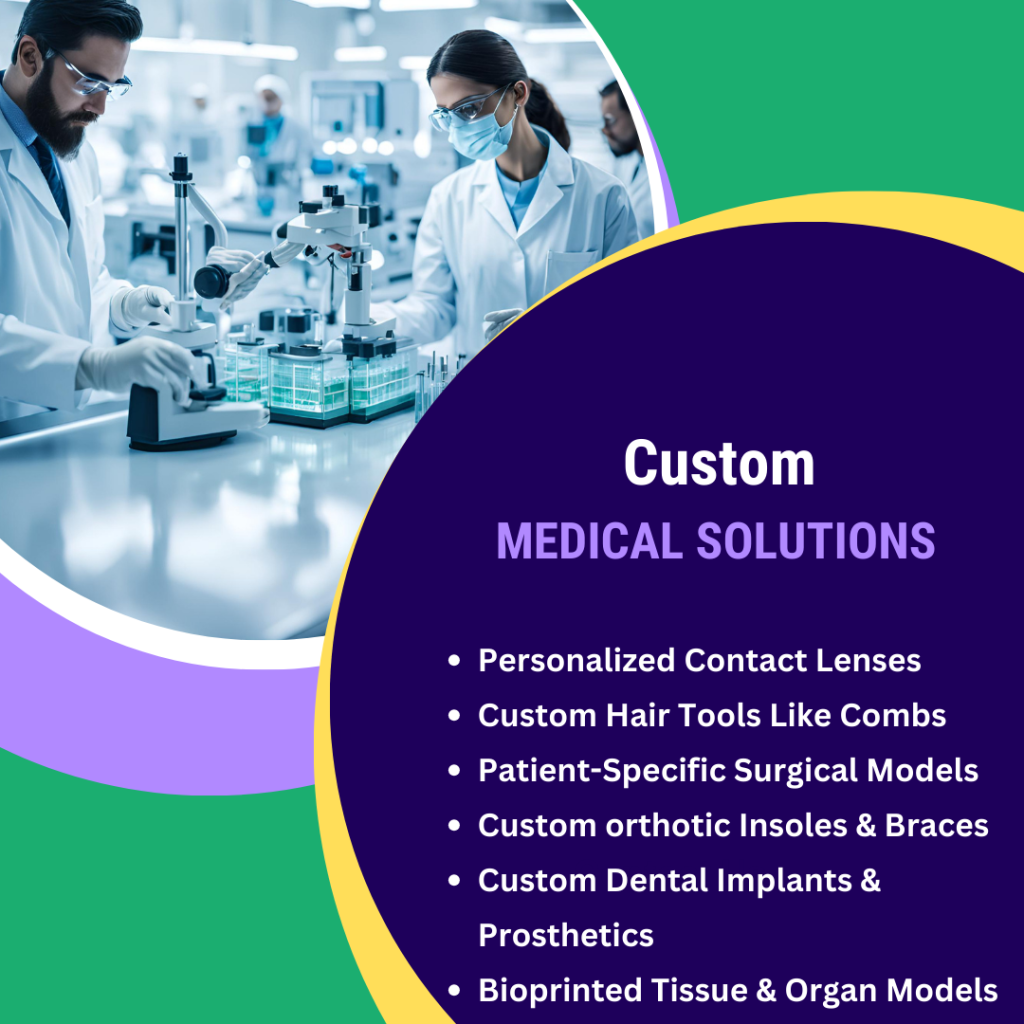 Custom
MEDICAL SOLUTIONS
• Personalized Contact Lenses
• Custom Hair Tools Like Combs
• Patient-Specific Surgical Models
• Custom orthotic Insoles & Braces
• Custom Dental Implants &
Prosthetics
• Bioprinted Tissue & Organ Models